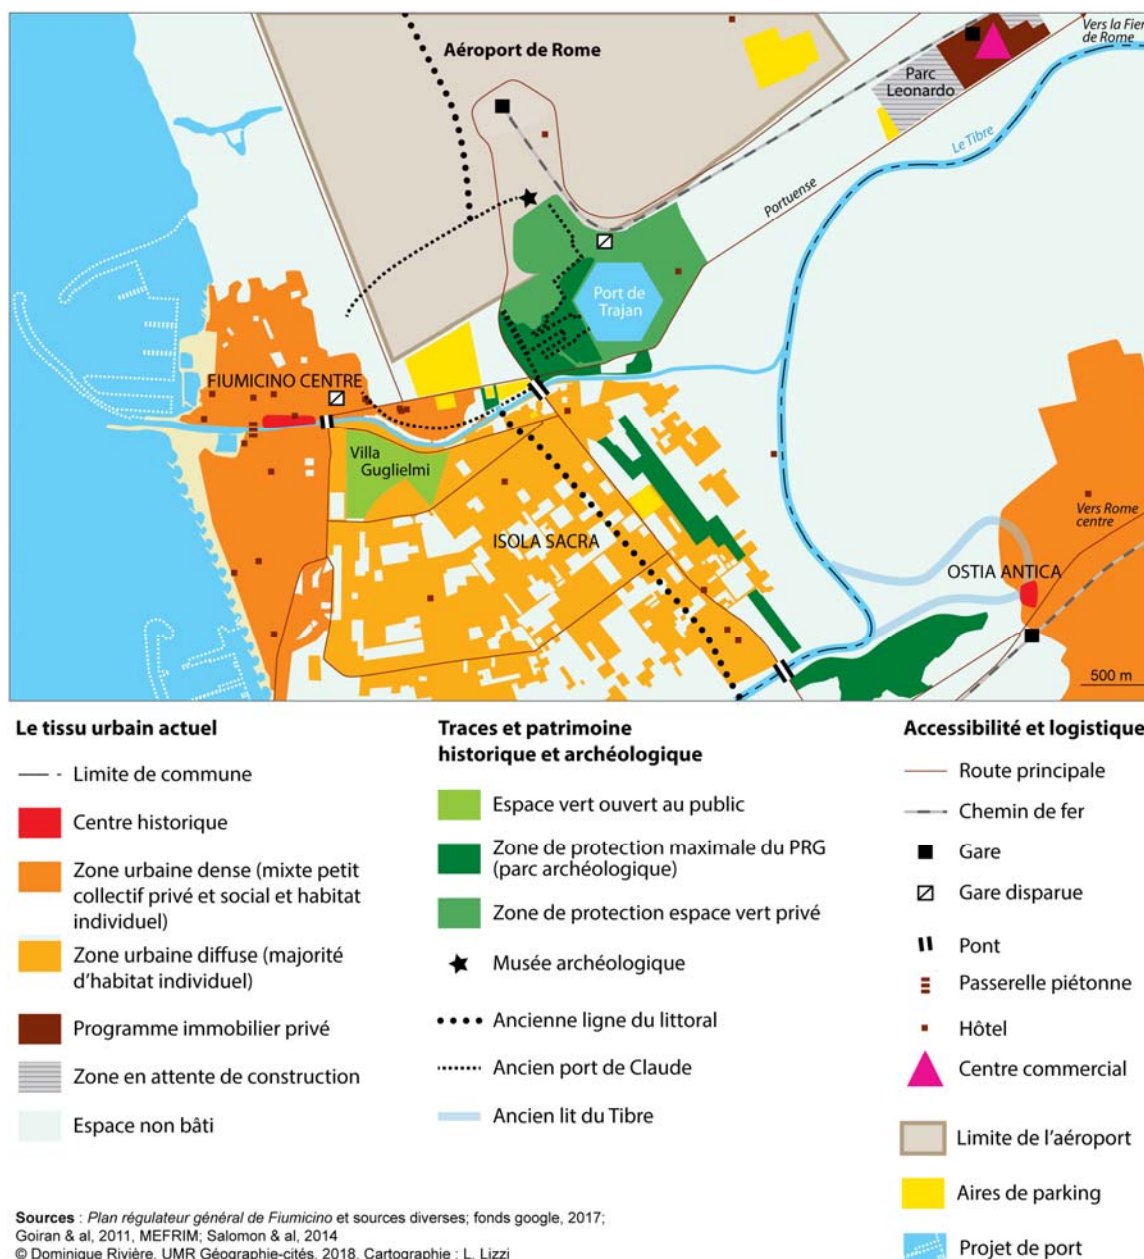 Aéroport de Rome
Vers la Fier
de Rome
Parc
Leonardo
Le Tibre
Portuense
Port de
Trajan
FIUMICINO CENTRE
Villa
Guglielmi
ISOLA SACRA
Vers Rome
centre
OSTIA ANTICA
500 m
Le tissu urbain actuel
Limite de commune
Centre historique
Zone urbaine dense (mixte petit
collectif privé et social et habitat
individuel)
Zone urbaine diffuse (majorité
d'habitat individuel)
Programme immobilier privé
Zone en attente de construction
Espace non bâti
Traces et patrimoine
historique et archéologique
Espace vert ouvert au public
Zone de protection maximale du PRG
(parc archéologique)
Zone de protection espace vert privé
Musée archéologique
Ancienne ligne du littoral
Ancien port de Claude
Ancien lit du Tibre
Accessibilité et logistique
Route principale
Chemin de fer
Gare
Gare disparue
Pont
Passerelle piétonne
Hôtel
Centre commercial
Limite de l'aéroport
Aires de parking
Projet de port
Sources : Plan régulateur général de Fiumicino et sources diverses; fonds google, 2017;
Goiran & al, 2011, MEFRIM; Salomon & al, 2014
© Dominique Rivière, UMR Géographie-cités, 2018. Cartographie : L. Lizzi